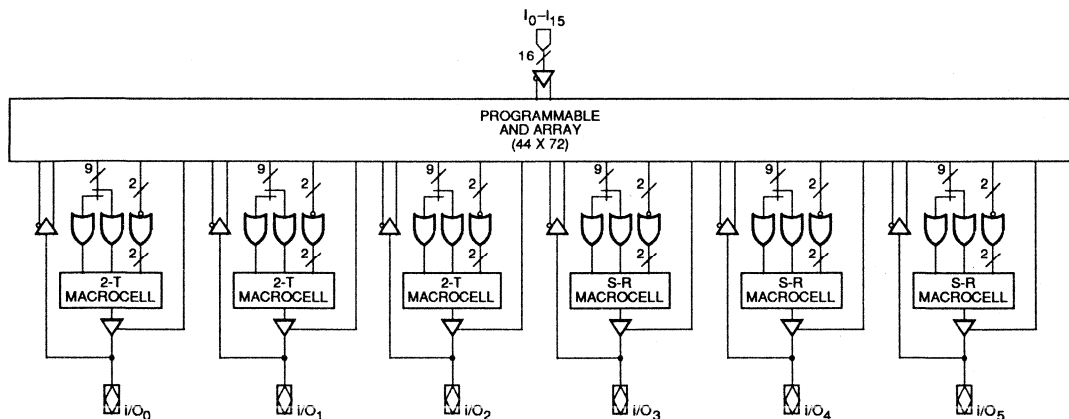 I0–I15
16
PROGRAMMABLE
AND ARRAY
(44 X 72)
9 2 9 2 9 2 9 2 9 2 9 2
2 2 2 2 2 2
2-T MACROCELL
2-T MACROCELL
2-T MACROCELL
S-R MACROCELL
S-R MACROCELL
S-R MACROCELL
I/O0 I/O1 I/O2 I/O3 I/O4 I/O5